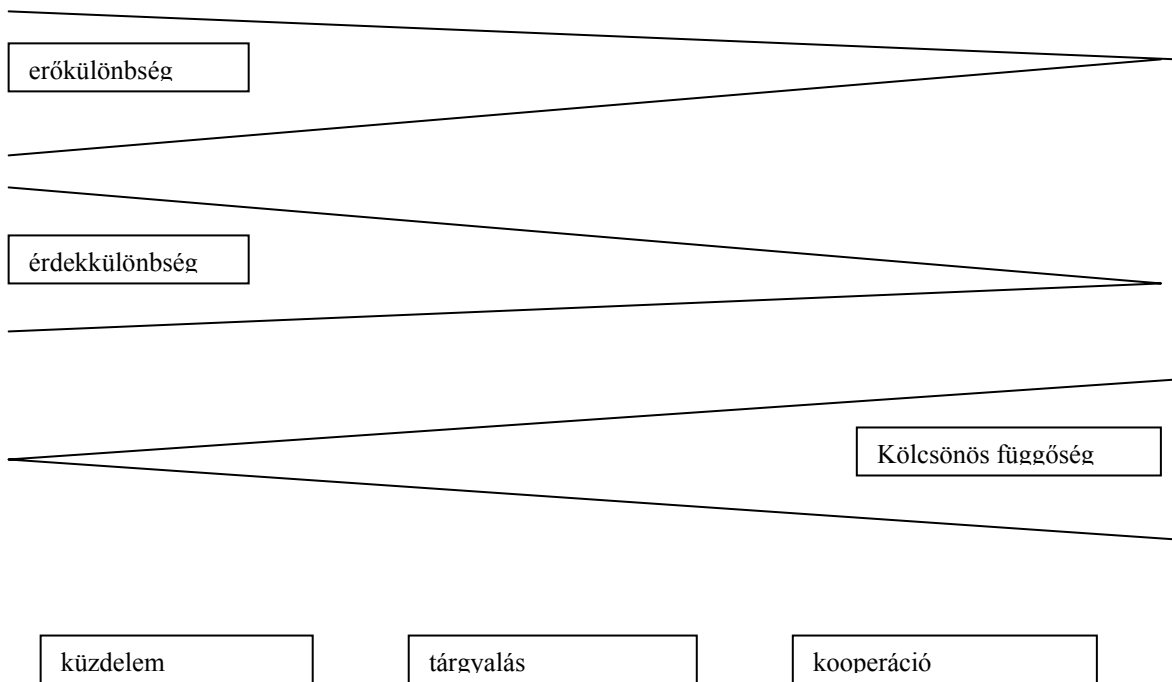 erőkülönbség
érdekkülönbség
Kölcsönös függőség
küzdelem tárgyalás kooperáció